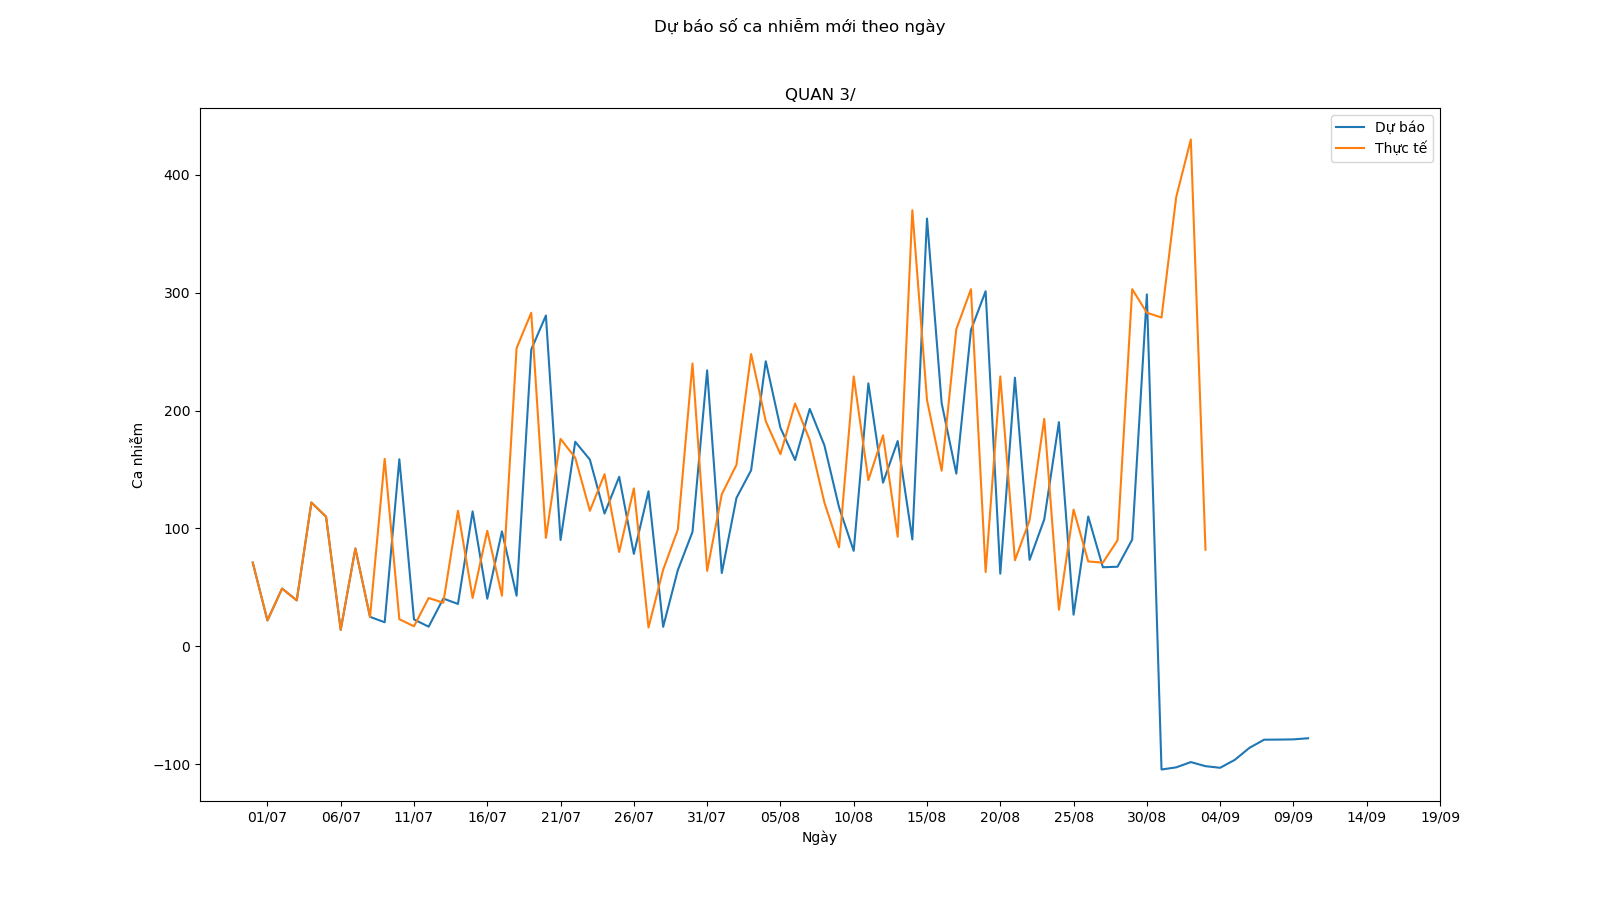 Dự báo số ca nhiễm mới theo ngày
QUAN 3/
Dự báo
Thực tế
400
300
200
100
0
−100
Ca nhiễm
01/07 06/07 11/07 16/07 21/07 26/07 31/07 05/08 10/08 15/08 20/08 25/08 30/08 04/09 09/09 14/09 19/09
Ngày